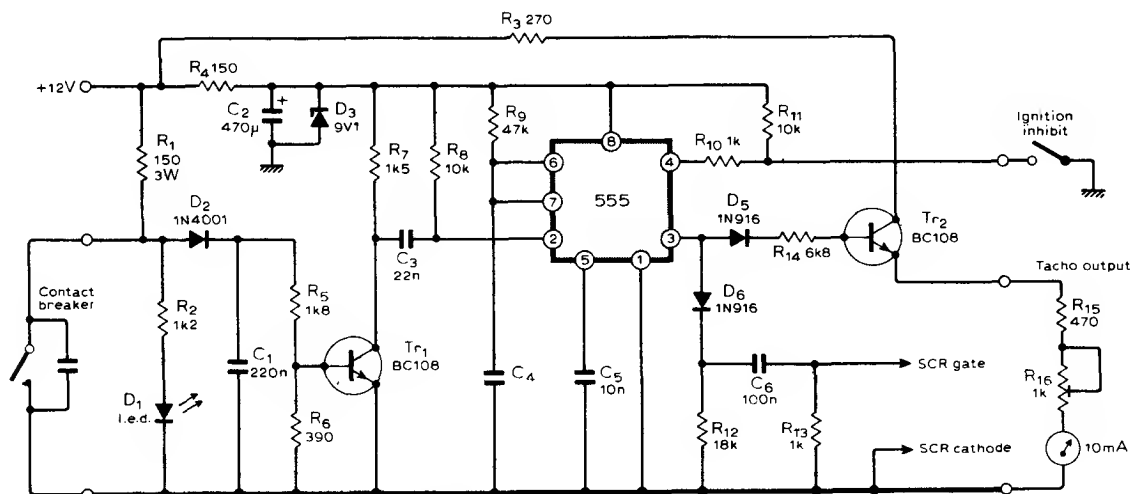 R3 270
+12V
R4 150
C2
470µ
+
D3
9V1
R1
150
3W
R7
1k5
R8
10k
R9
47k
R11
10k
8
6
4
7
555
2
3
5
1
R10 1k
Ignition
inhibit
D2
1N4001
C3
22n
D5
1N916
R14 6k8
Tr2
BC108
Tacho output
Contact
breaker
R2
1k2
R5
1k8
D6
1N916
R15
470
C1
220n
Tr1
BC108
C4
C5
10n
C6
100n
SCR gate
R16
1k
D1
l.e.d.
R6
390
R12
18k
R13
1k
SCR cathode
10mA